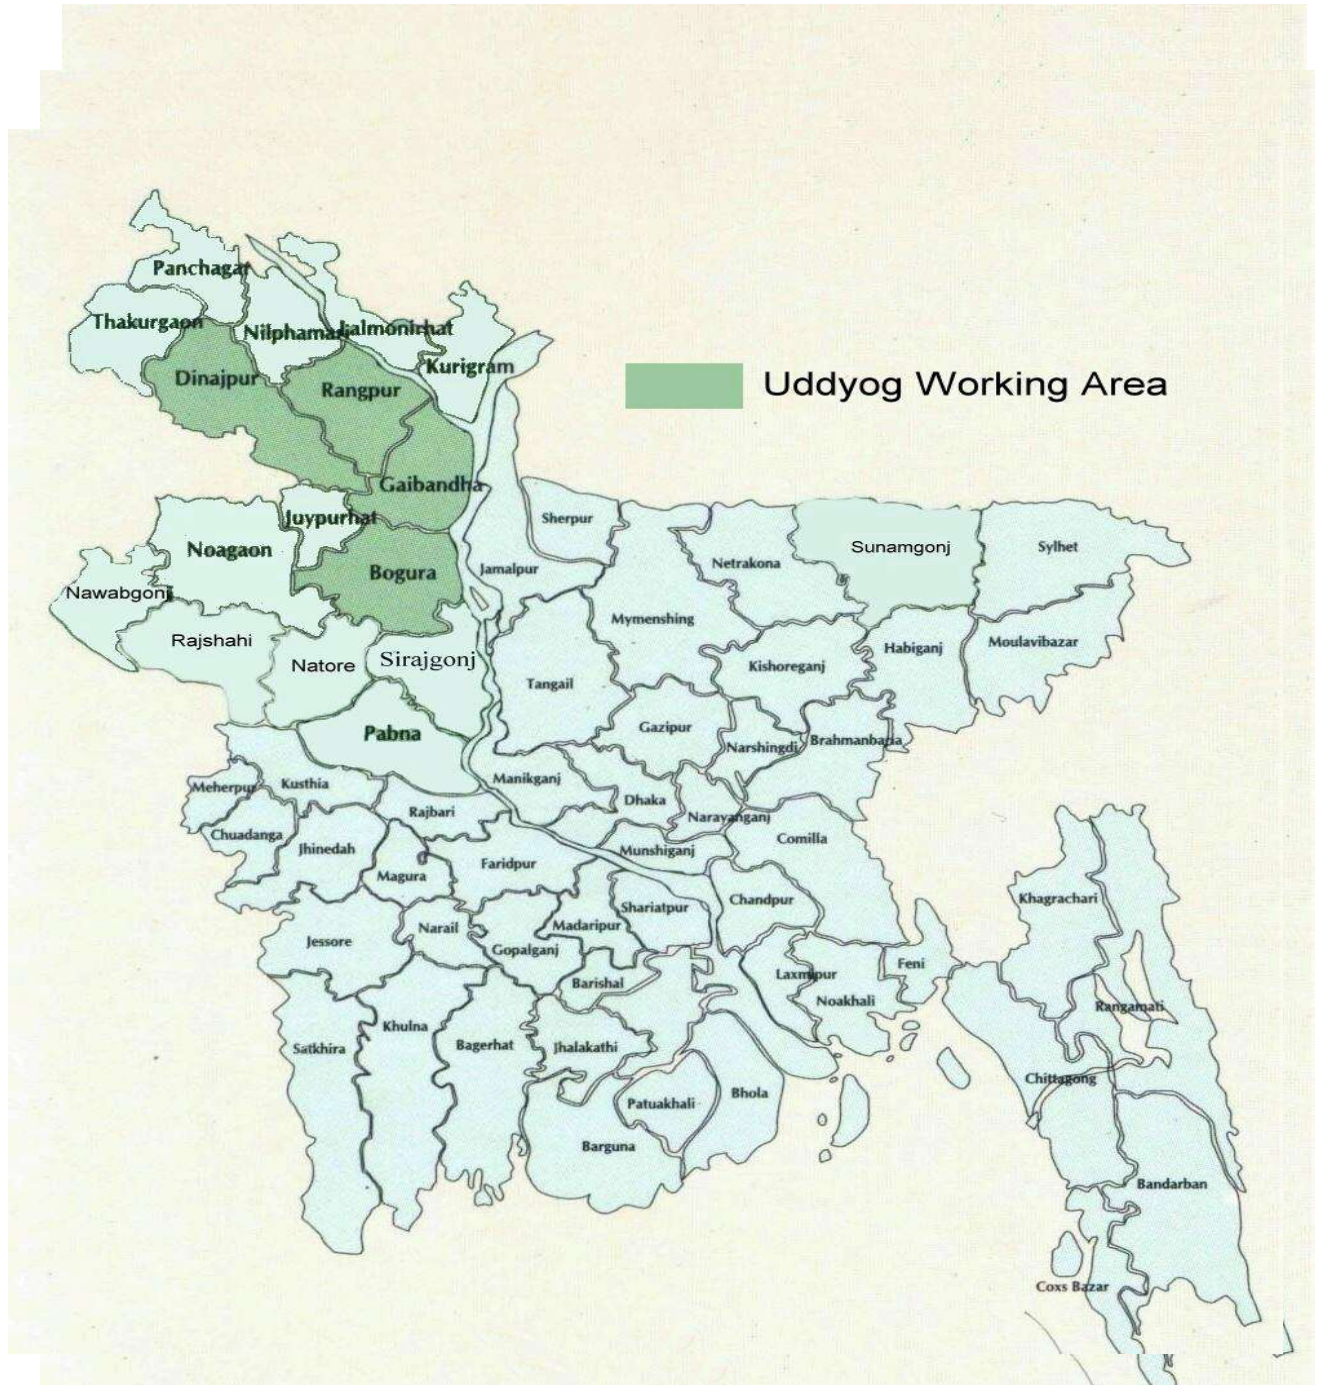 Panchagar
Thakurgaon
Nilphamari
Lalmonirhat
Kurigram
Dinajpur
Rangpur
Uddyog Working Area
Gaibandha
Juypurhat
Noagaon
Bogura
Nawabgonj
Rajshahi
Natore
Sirajgonj
Pabna
Sherpur
Jamalpur
Netrakona
Sunamgonj
Sylhet
Mymenshing
Kishoreganj
Habiganj
Moulavibazar
Tangail
Gazipur
Narshingdi
Brahmanbaria
Meherpur
Kusthia
Manikganj
Dhaka
Rajbari
Narayanganj
Chuadanga
Jhinedah
Munshiganj
Comilla
Magura
Faridpur
Chandpur
Khagrachari
Shariatpur
Narail
Madaripur
Jessore
Gopalganj
Feni
Laxmipur
Barishal
Noakhali
Rangamati
Khulna
Satkhira
Bagerhat
Jhalakathi
Chittagong
Patuakhali
Bhola
Barguna
Bandarban
Coxs Bazar